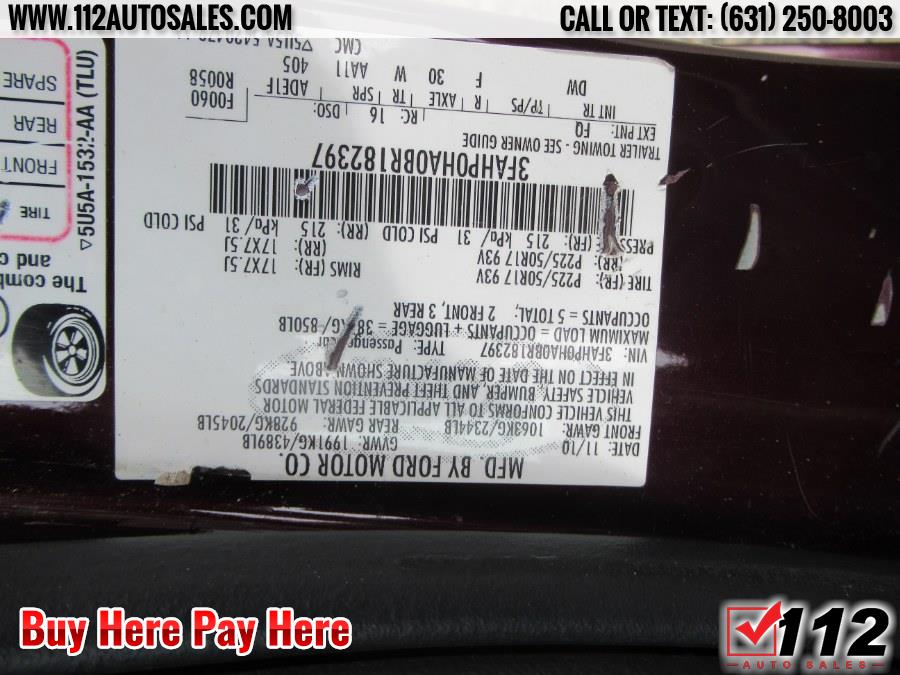 WWW.112AUTOSALES.COM
CALL OR TEXT: (631) 250-8003
MFD. BY FORD MOTOR CO.
DATE: 11/10 GVWR: 1991KG/4389LB
FRONT GAWR: 1063KG/2344LB REAR GAWR: 928KG/2045LB
THIS VEHICLE CONFORMS TO ALL APPLICABLE FEDERAL MOTOR
VEHICLE SAFETY, BUMPER, AND THEFT PREVENTION STANDARDS
IN EFFECT ON THE DATE OF MANUFACTURE SHOWN ABOVE.
VIN: 3FAHP0HA0BR182397 TYPE: Passenger
MAXIMUM LOAD = OCCUPANTS + LUGGAGE = KG/850LB
OCCUPANTS = 5 TOTAL: 2 FRONT, 3 REAR
TIRE (FR): P225/50R17 93V RIMS (FR): 17X7.5J
(RR): P225/50R17 93V (RR): 17X7.5J
(FR): 215 kPa/ 31 PSI COLD (RR): 215 kPa/ 31 PSI COLD
3FAHP0HA0BR182397
TRAILER TOWING - SEE OWNER GUIDE
EXT PNT: FQ RC: 16 DSO: F0060
INT TR TP/PS R AXLE TR SPR ADE1F R0058
DW F 30 W AA11 405
CMC
The comb
and c
▽5U5A-1532-AA (TLU)
TIRE
FRONT
REAR
SPARE
Buy Here Pay Here
112
AUTO SALES